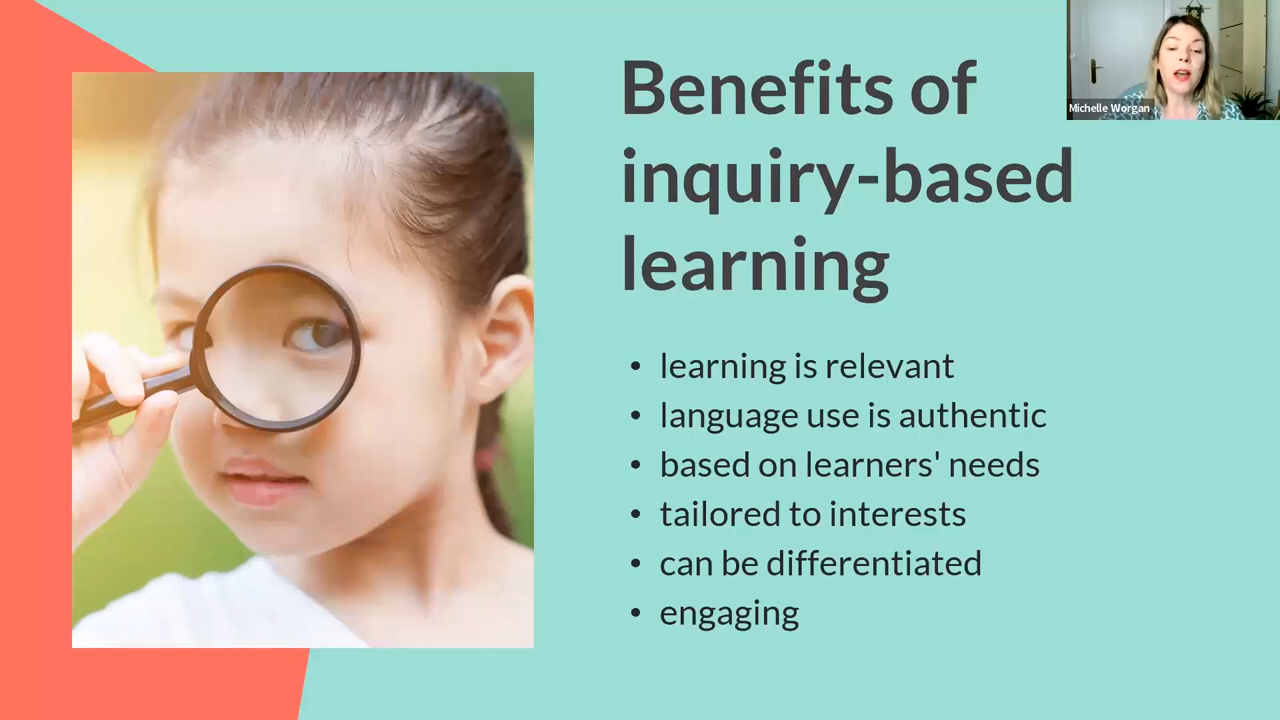 Benefits of
inquiry-based
learning
Michelle Worgan
• learning is relevant
• language use is authentic
• based on learners' needs
• tailored to interests
• can be differentiated
• engaging